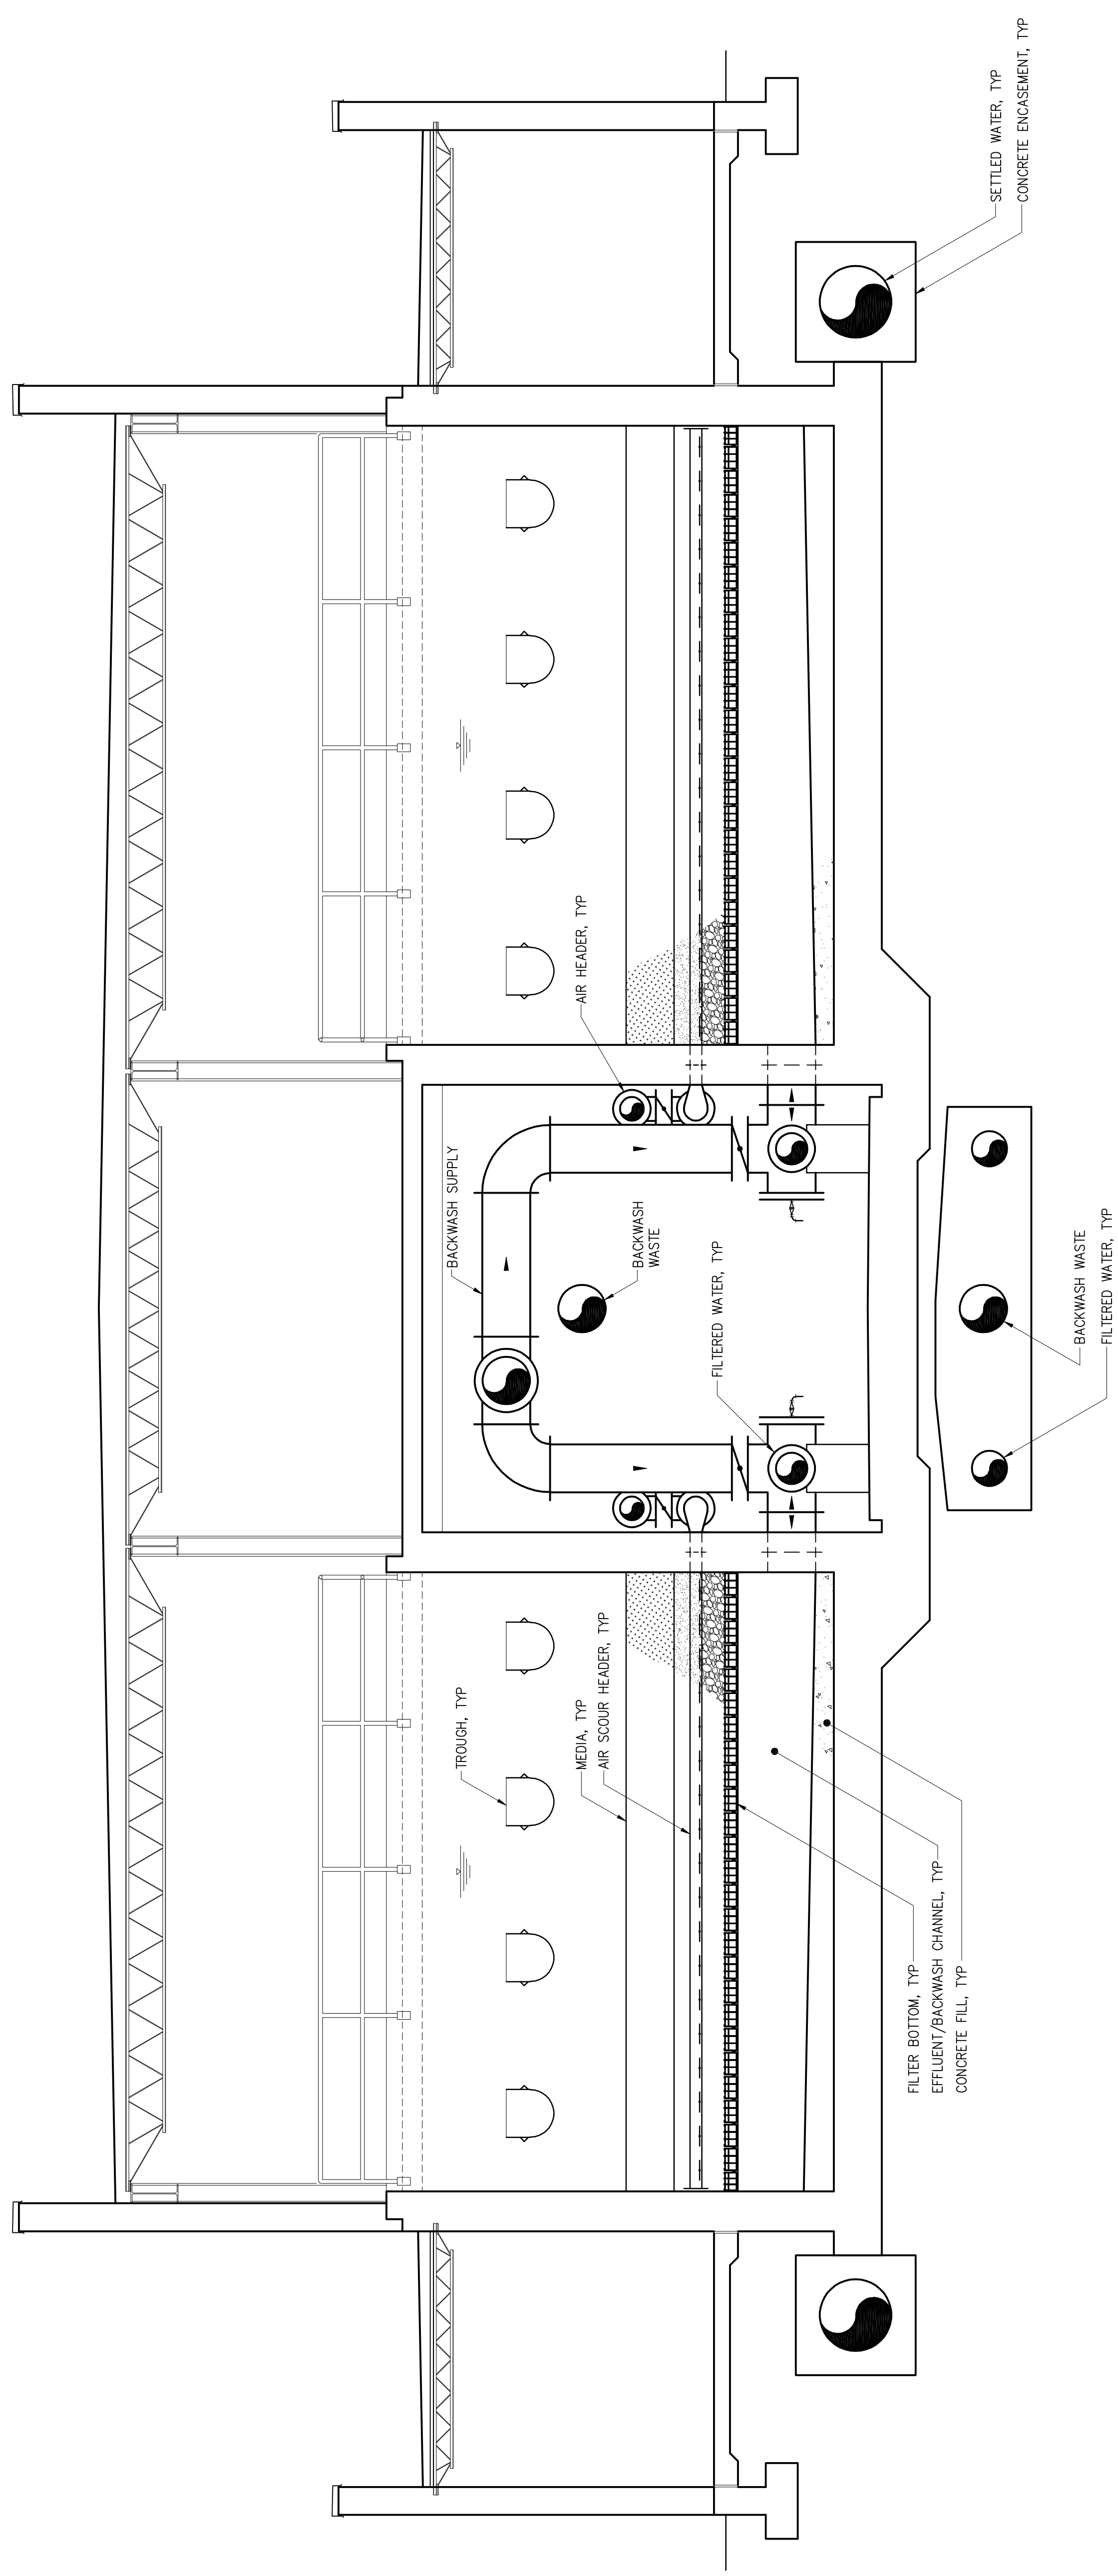 SETTLED WATER, TYP
CONCRETE ENCASEMENT, TYP
AIR HEADER, TYP
BACKWASH SUPPLY
BACKWASH
WASTE
FILTERED WATER, TYP
BACKWASH WASTE
FILTERED WATER, TYP
TROUGH, TYP
MEDIA, TYP
AIR SCOUR HEADER, TYP
FILTER BOTTOM, TYP
EFFLUENT/BACKWASH CHANNEL, TYP
CONCRETE FILL, TYP